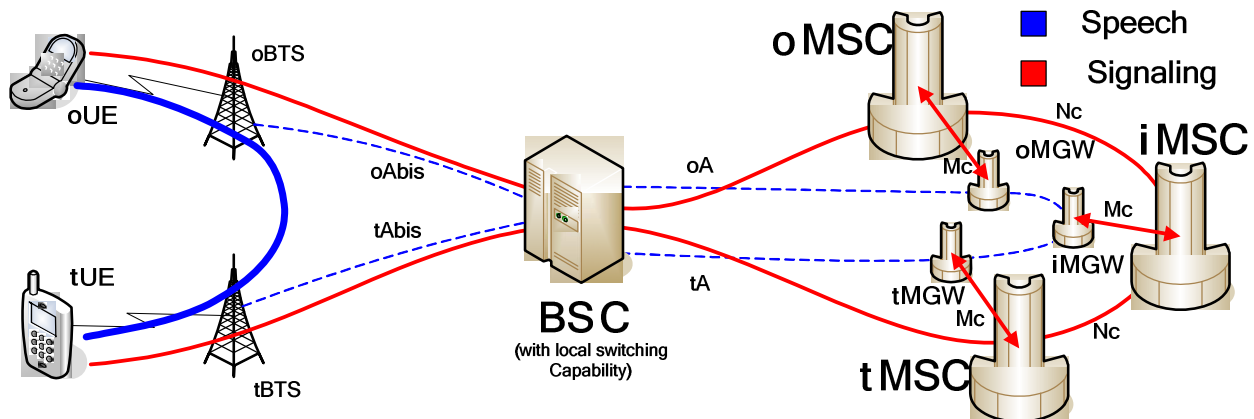 oMSC
Speech
Signaling
oBTS
oUE
Nc
iMSC
oMGW
oAbis
oA
Mc
Mc
tAbis
tUE
iMGW
tA
tMGW
BSC
(with local switching
Capability)
Mc
Nc
tMSC
tBTS